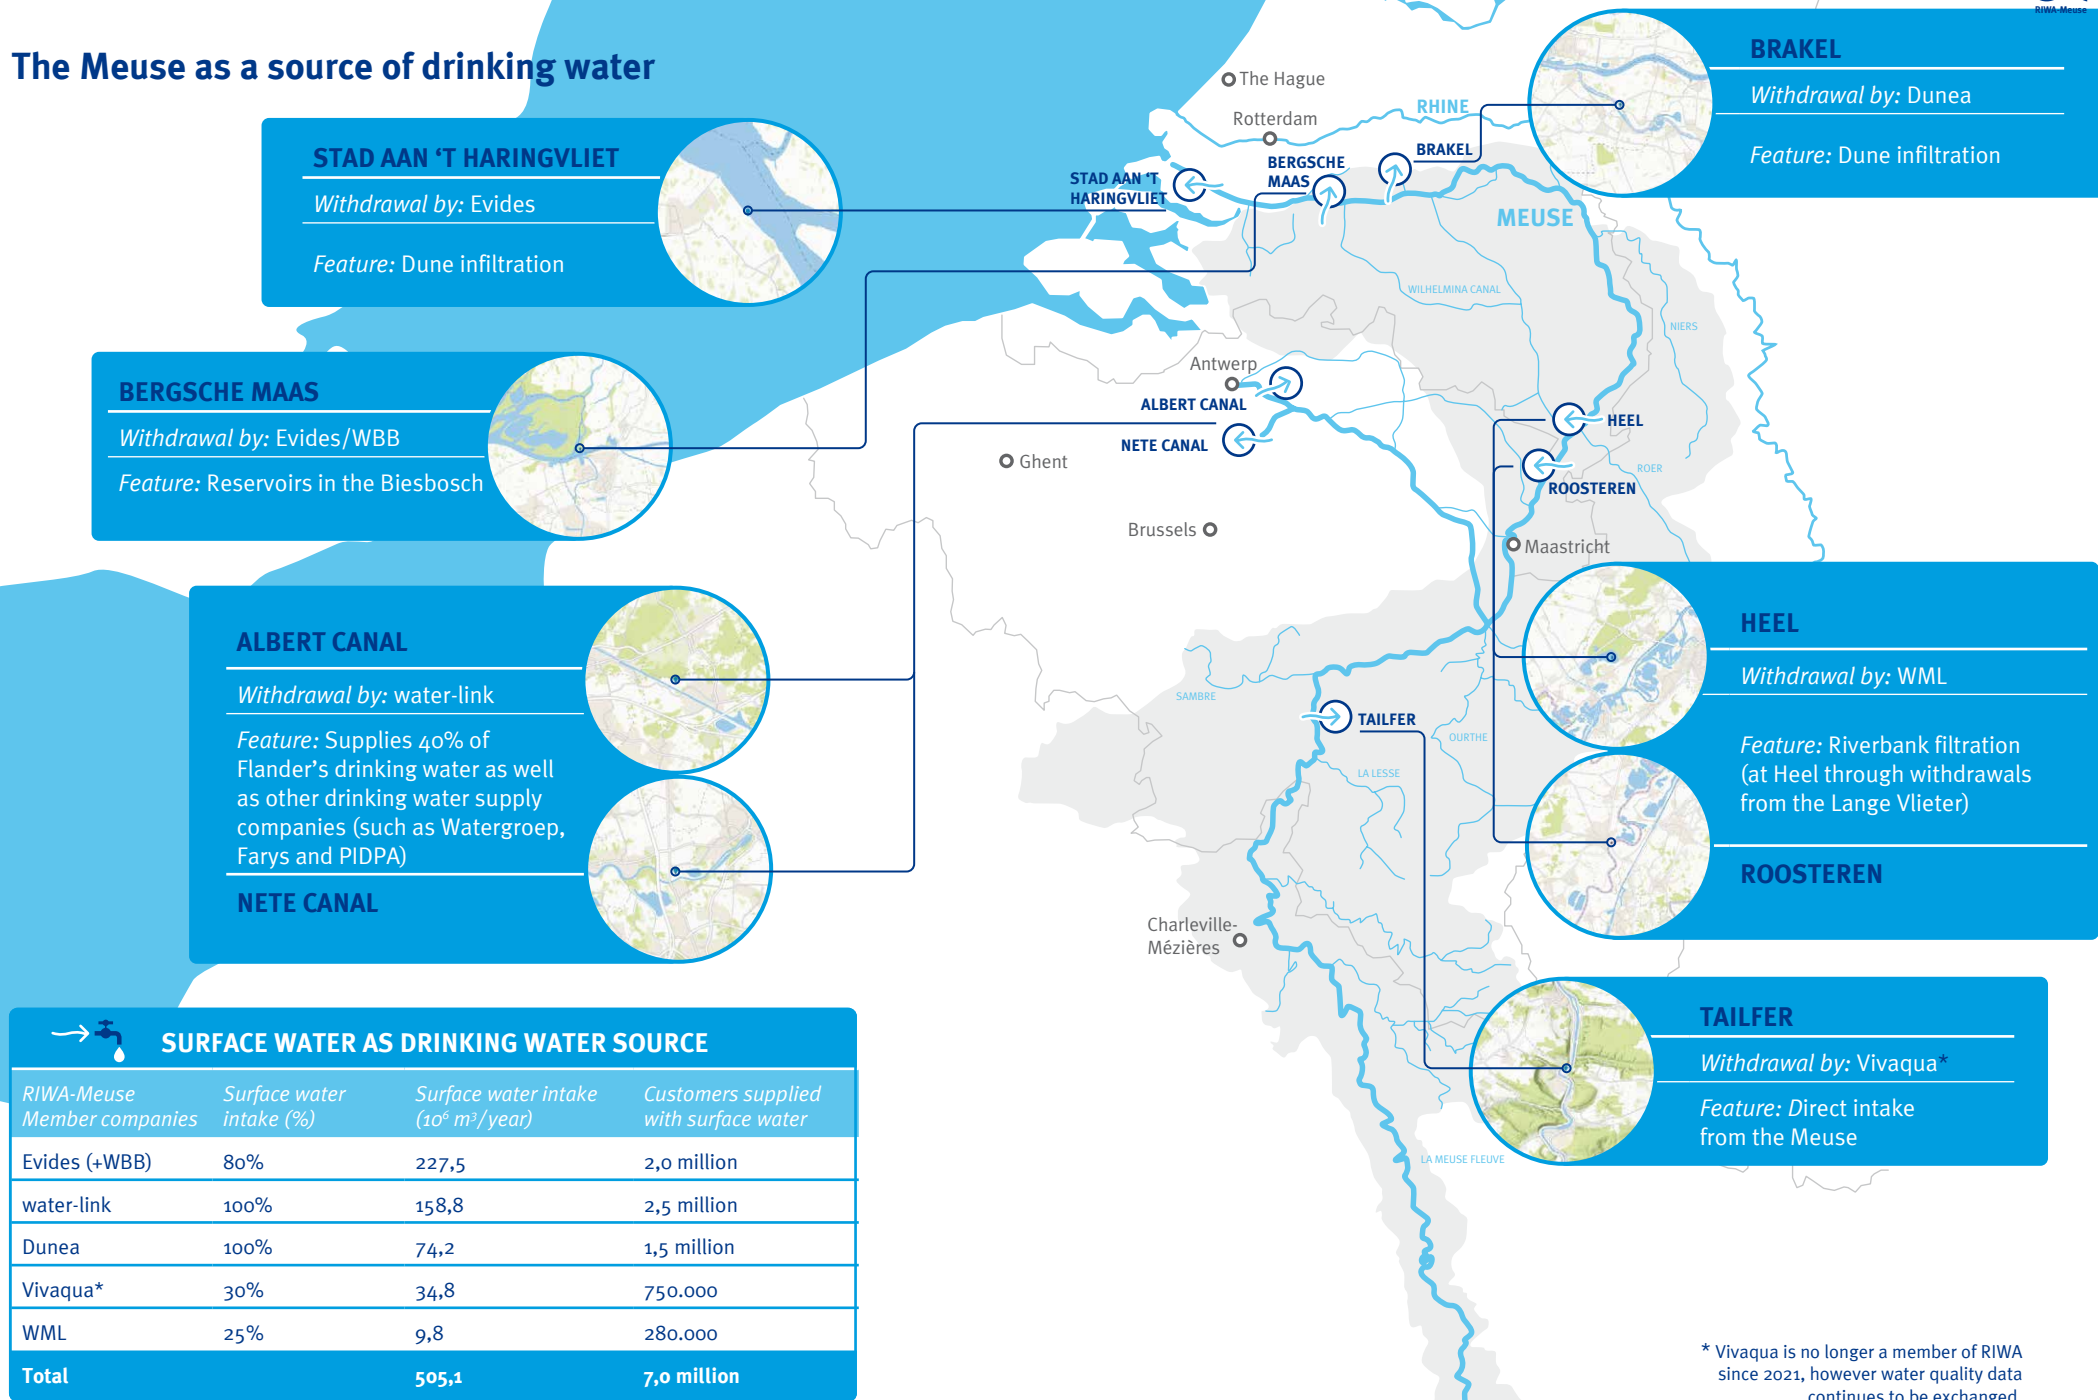 RIWA-Meuse
The Meuse as a source of drinking water
STAD AAN ‘T HARINGVLIET
Withdrawal by: Evides
Feature: Dune infiltration
BERGSCHE MAAS
Withdrawal by: Evides/WBB
Feature: Reservoirs in the Biesbosch
ALBERT CANAL
Withdrawal by: water-link
Feature: Supplies 40% of
Flander’s drinking water as well
as other drinking water supply
companies (such as Watergroep,
Farys and PIDPA)
NETE CANAL
BRAKEL
Withdrawal by: Dunea
Feature: Dune infiltration
HEEL
Withdrawal by: WML
Feature: Riverbank filtration
(at Heel through withdrawals
from the Lange Vlieter)
ROOSTEREN
TAILFER
Withdrawal by: Vivaqua*
Feature: Direct intake
from the Meuse
The Hague
Rotterdam
RHINE
BRAKEL
BERGSCHE
MAAS
STAD AAN ‘T
HARINGVLIET
MEUSE
WILHELMINA CANAL
NIERS
Antwerp
ALBERT CANAL
NETE CANAL
HEEL
ROER
ROOSTEREN
Ghent
Brussels
Maastricht
SAMBRE
TAILFER
OURTHE
LA LESSE
Charleville-
Mézières
LA MEUSE FLEUVE
SURFACE WATER AS DRINKING WATER SOURCE
RIWA-Meuse
Member companies
Surface water
intake (%)
Surface water intake
(10⁶ m³/year)
Customers supplied
with surface water
Evides (+WBB) 80% 227,5 2,0 million
water-link 100% 158,8 2,5 million
Dunea 100% 74,2 1,5 million
Vivaqua* 30% 34,8 750.000
WML 25% 9,8 280.000
Total 505,1 7,0 million
* Vivaqua is no longer a member of RIWA
since 2021, however water quality data
continues to be exchanged.